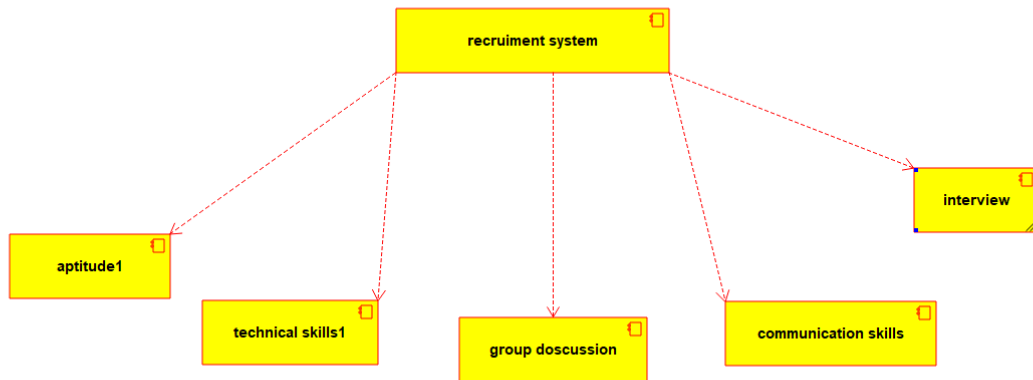 recruiment system
interview
aptitude1
technical skills1
group doscussion
communication skills